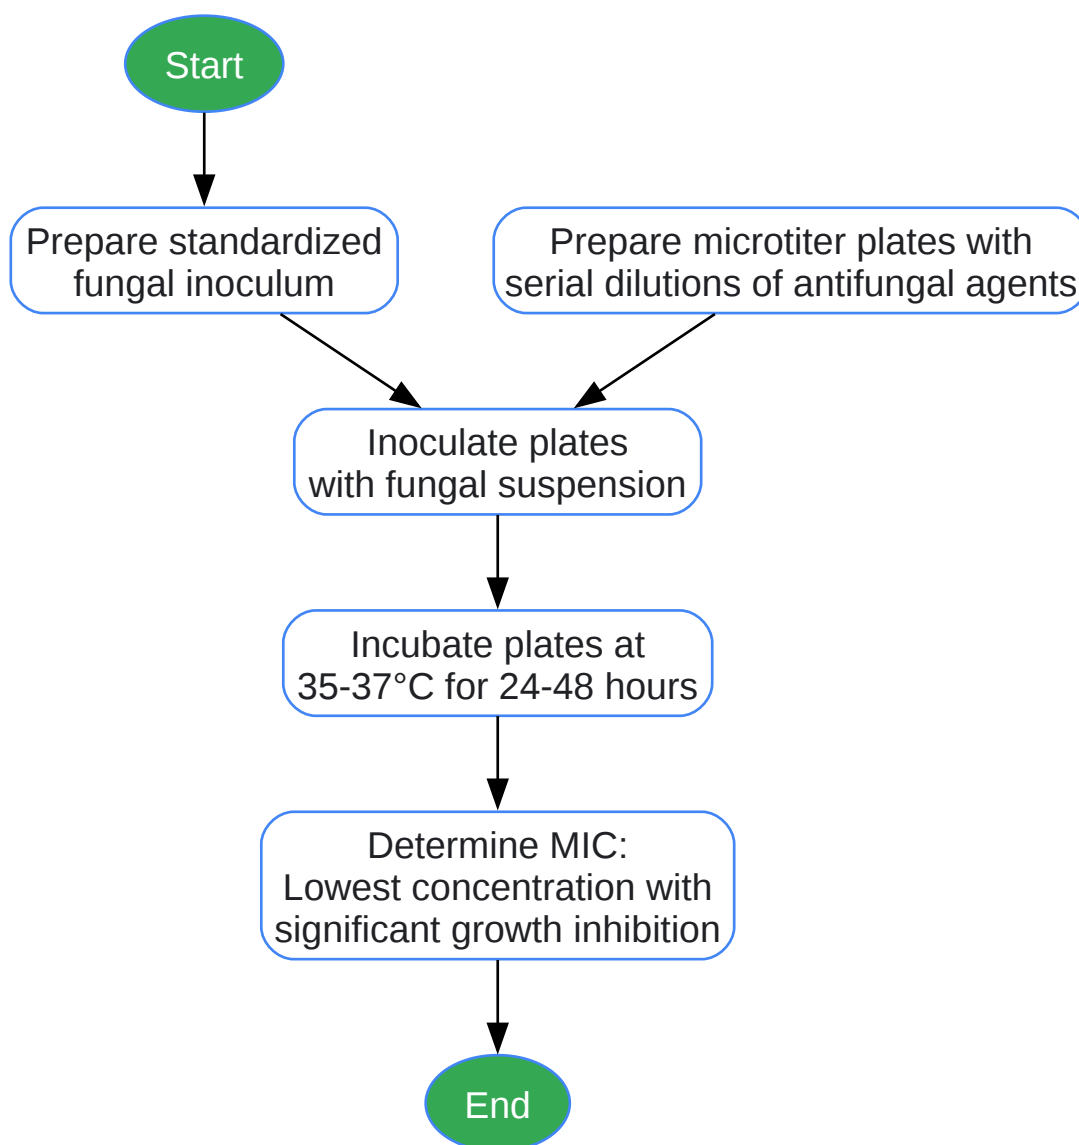 Start
Prepare standardized
fungal inoculum
Prepare microtiter plates with
serial dilutions of antifungal agents
Inoculate plates
with fungal suspension
Incubate plates at
35-37°C for 24-48 hours
Determine MIC:
Lowest concentration with
significant growth inhibition
End